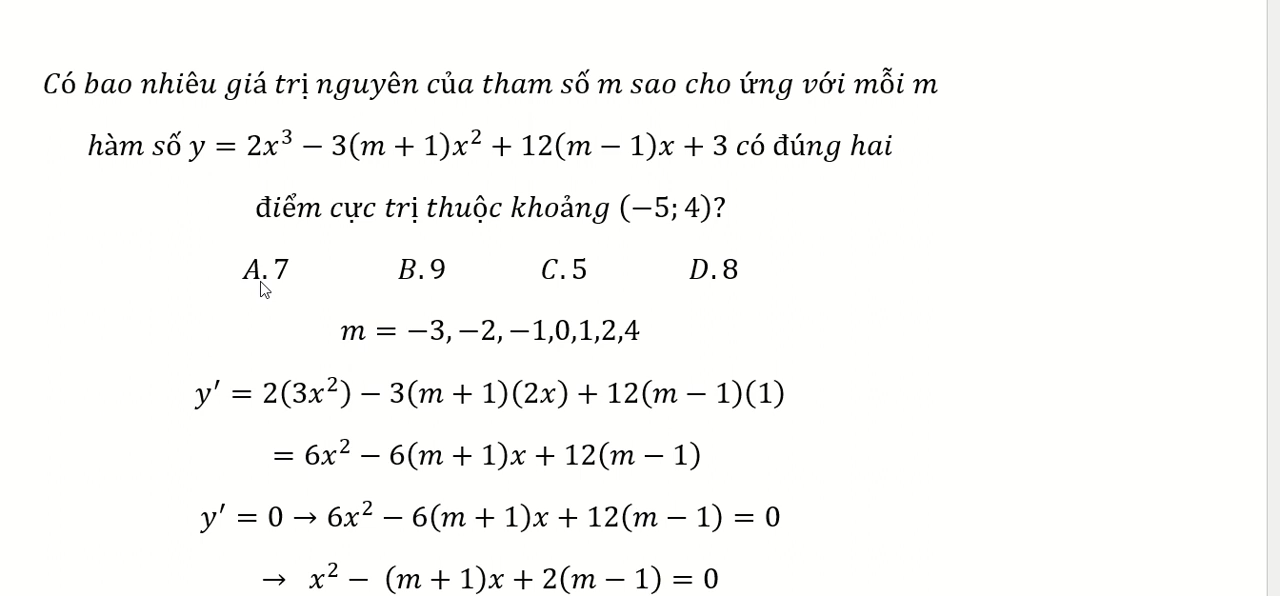 Có bao nhiêu giá trị nguyên của tham số m sao cho ứng với mỗi m
hàm số y = 2x³ − 3(m + 1)x² + 12(m − 1)x + 3 có đúng hai
điểm cực trị thuộc khoảng (−5; 4)?
A. 7 B. 9 C. 5 D. 8
m = −3, −2, −1,0,1,2,4
y′ = 2(3x²) − 3(m + 1)(2x) + 12(m − 1)(1)
= 6x² − 6(m + 1)x + 12(m − 1)
y′ = 0 → 6x² − 6(m + 1)x + 12(m − 1) = 0
→ x² − (m + 1)x + 2(m − 1) = 0